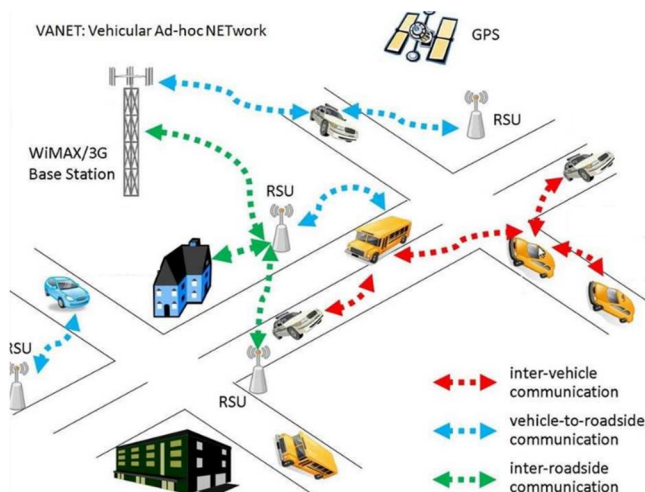 VANET: Vehicular Ad-hoc NETwork
GPS
RSU
WiMAX/3G
Base Station
RSU
RSU
RSU
inter-vehicle
communication
vehicle-to-roadside
communication
inter-roadside
communication